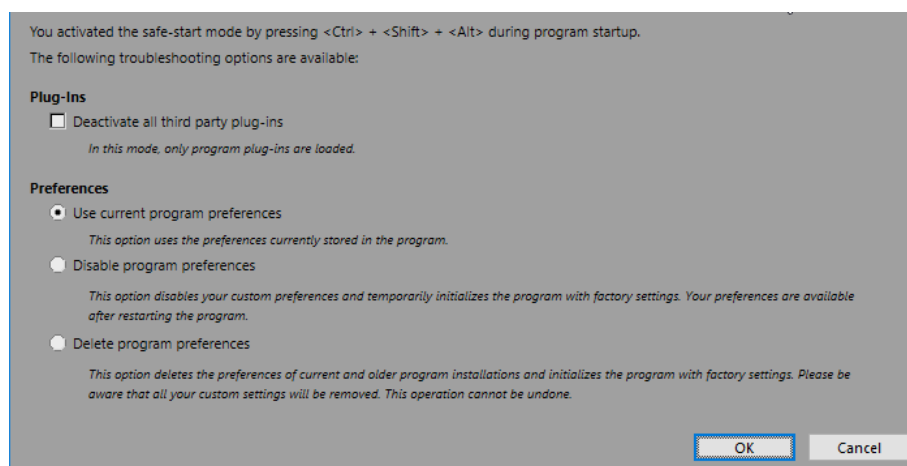 You activated the safe-start mode by pressing <Ctrl> + <Shift> + <Alt> during program startup.
The following troubleshooting options are available:
Plug-Ins
Deactivate all third party plug-ins
In this mode, only program plug-ins are loaded.
Preferences
Use current program preferences
This option uses the preferences currently stored in the program.
Disable program preferences
This option disables your custom preferences and temporarily initializes the program with factory settings. Your preferences are available
after restarting the program.
Delete program preferences
This option deletes the preferences of current and older program installations and initializes the program with factory settings. Please be
aware that all your custom settings will be removed. This operation cannot be undone.
OK Cancel